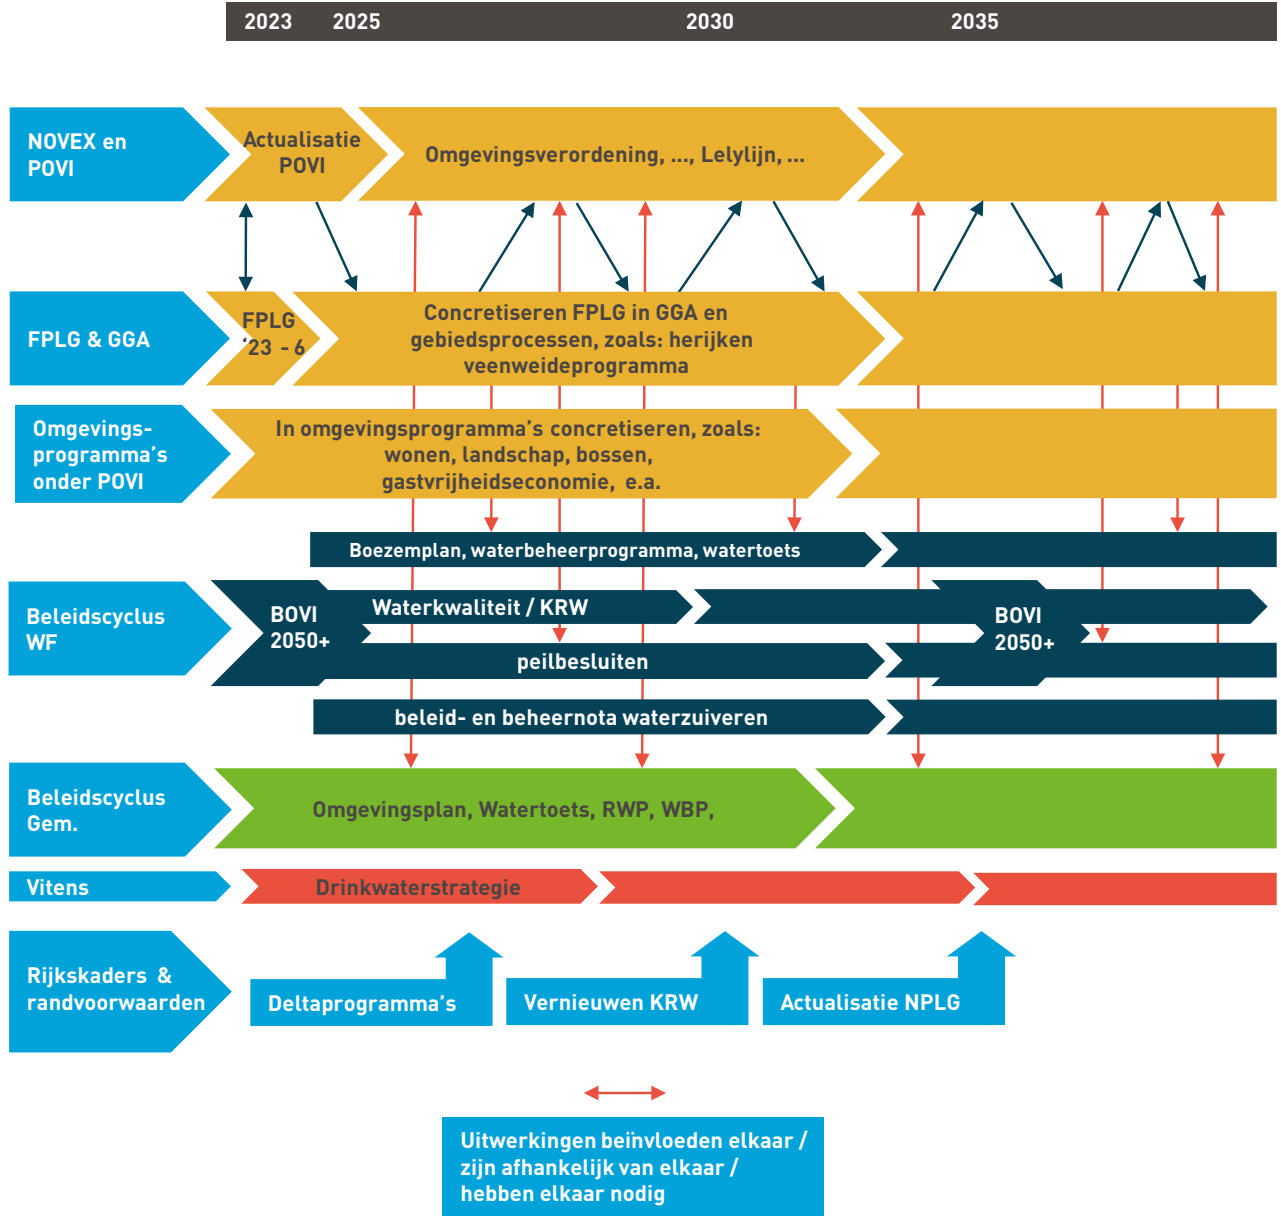 2023 2025 2030 2035
NOVEX en
POVI
Actualisatie
POVI
Omgevingsverordening, ..., Lelylijn, ...
FPLG & GGA
FPLG
‘23 - 6
Concretiseren FPLG in GGA en
gebiedsprocessen, zoals: herijken
veenweideprogramma
Omgevings-
programma’s
onder POVI
In omgevingsprogramma’s concretiseren, zoals:
wonen, landschap, bossen,
gastvrijheidseconomie, e.a.
Boezemplan, waterbeheerprogramma, watertoets
Beleidscyclus
WF
BOVI
2050+
Waterkwaliteit / KRW
BOVI
2050+
peilbesluiten
beleid- en beheernota waterzuiveren
Beleidscyclus
Gem.
Omgevingsplan, Watertoets, RWP, WBP,
Vitens
Drinkwaterstrategie
Rijkskaders &
randvoorwaarden
Deltaprogramma’s
Vernieuwen KRW
Actualisatie NPLG
Uitwerkingen beïnvloeden elkaar /
zijn afhankelijk van elkaar /
hebben elkaar nodig